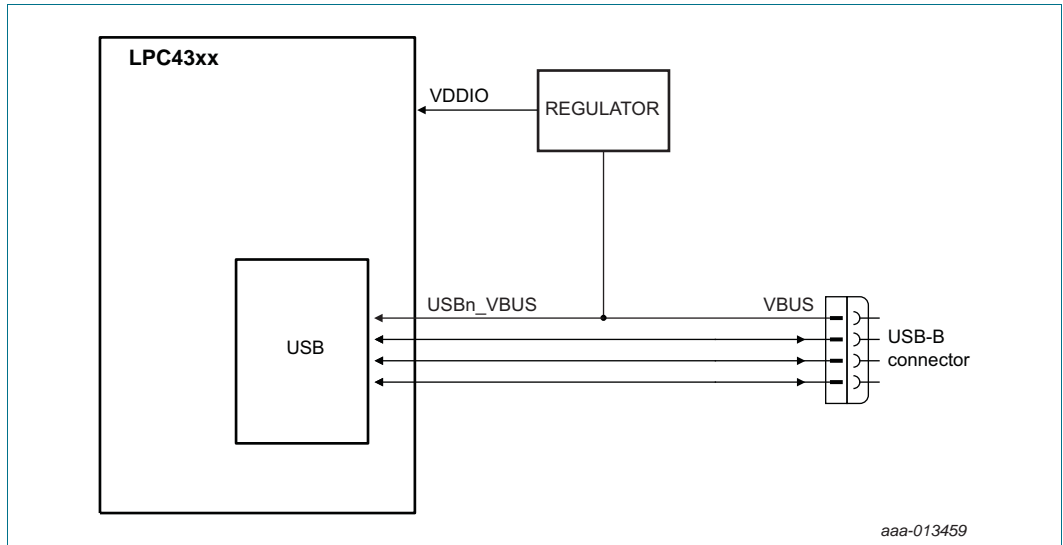 LPC43xx
VDDIO
REGULATOR
USBn_VBUS
VBUS
USB
USB-B
connector
aaa-013459